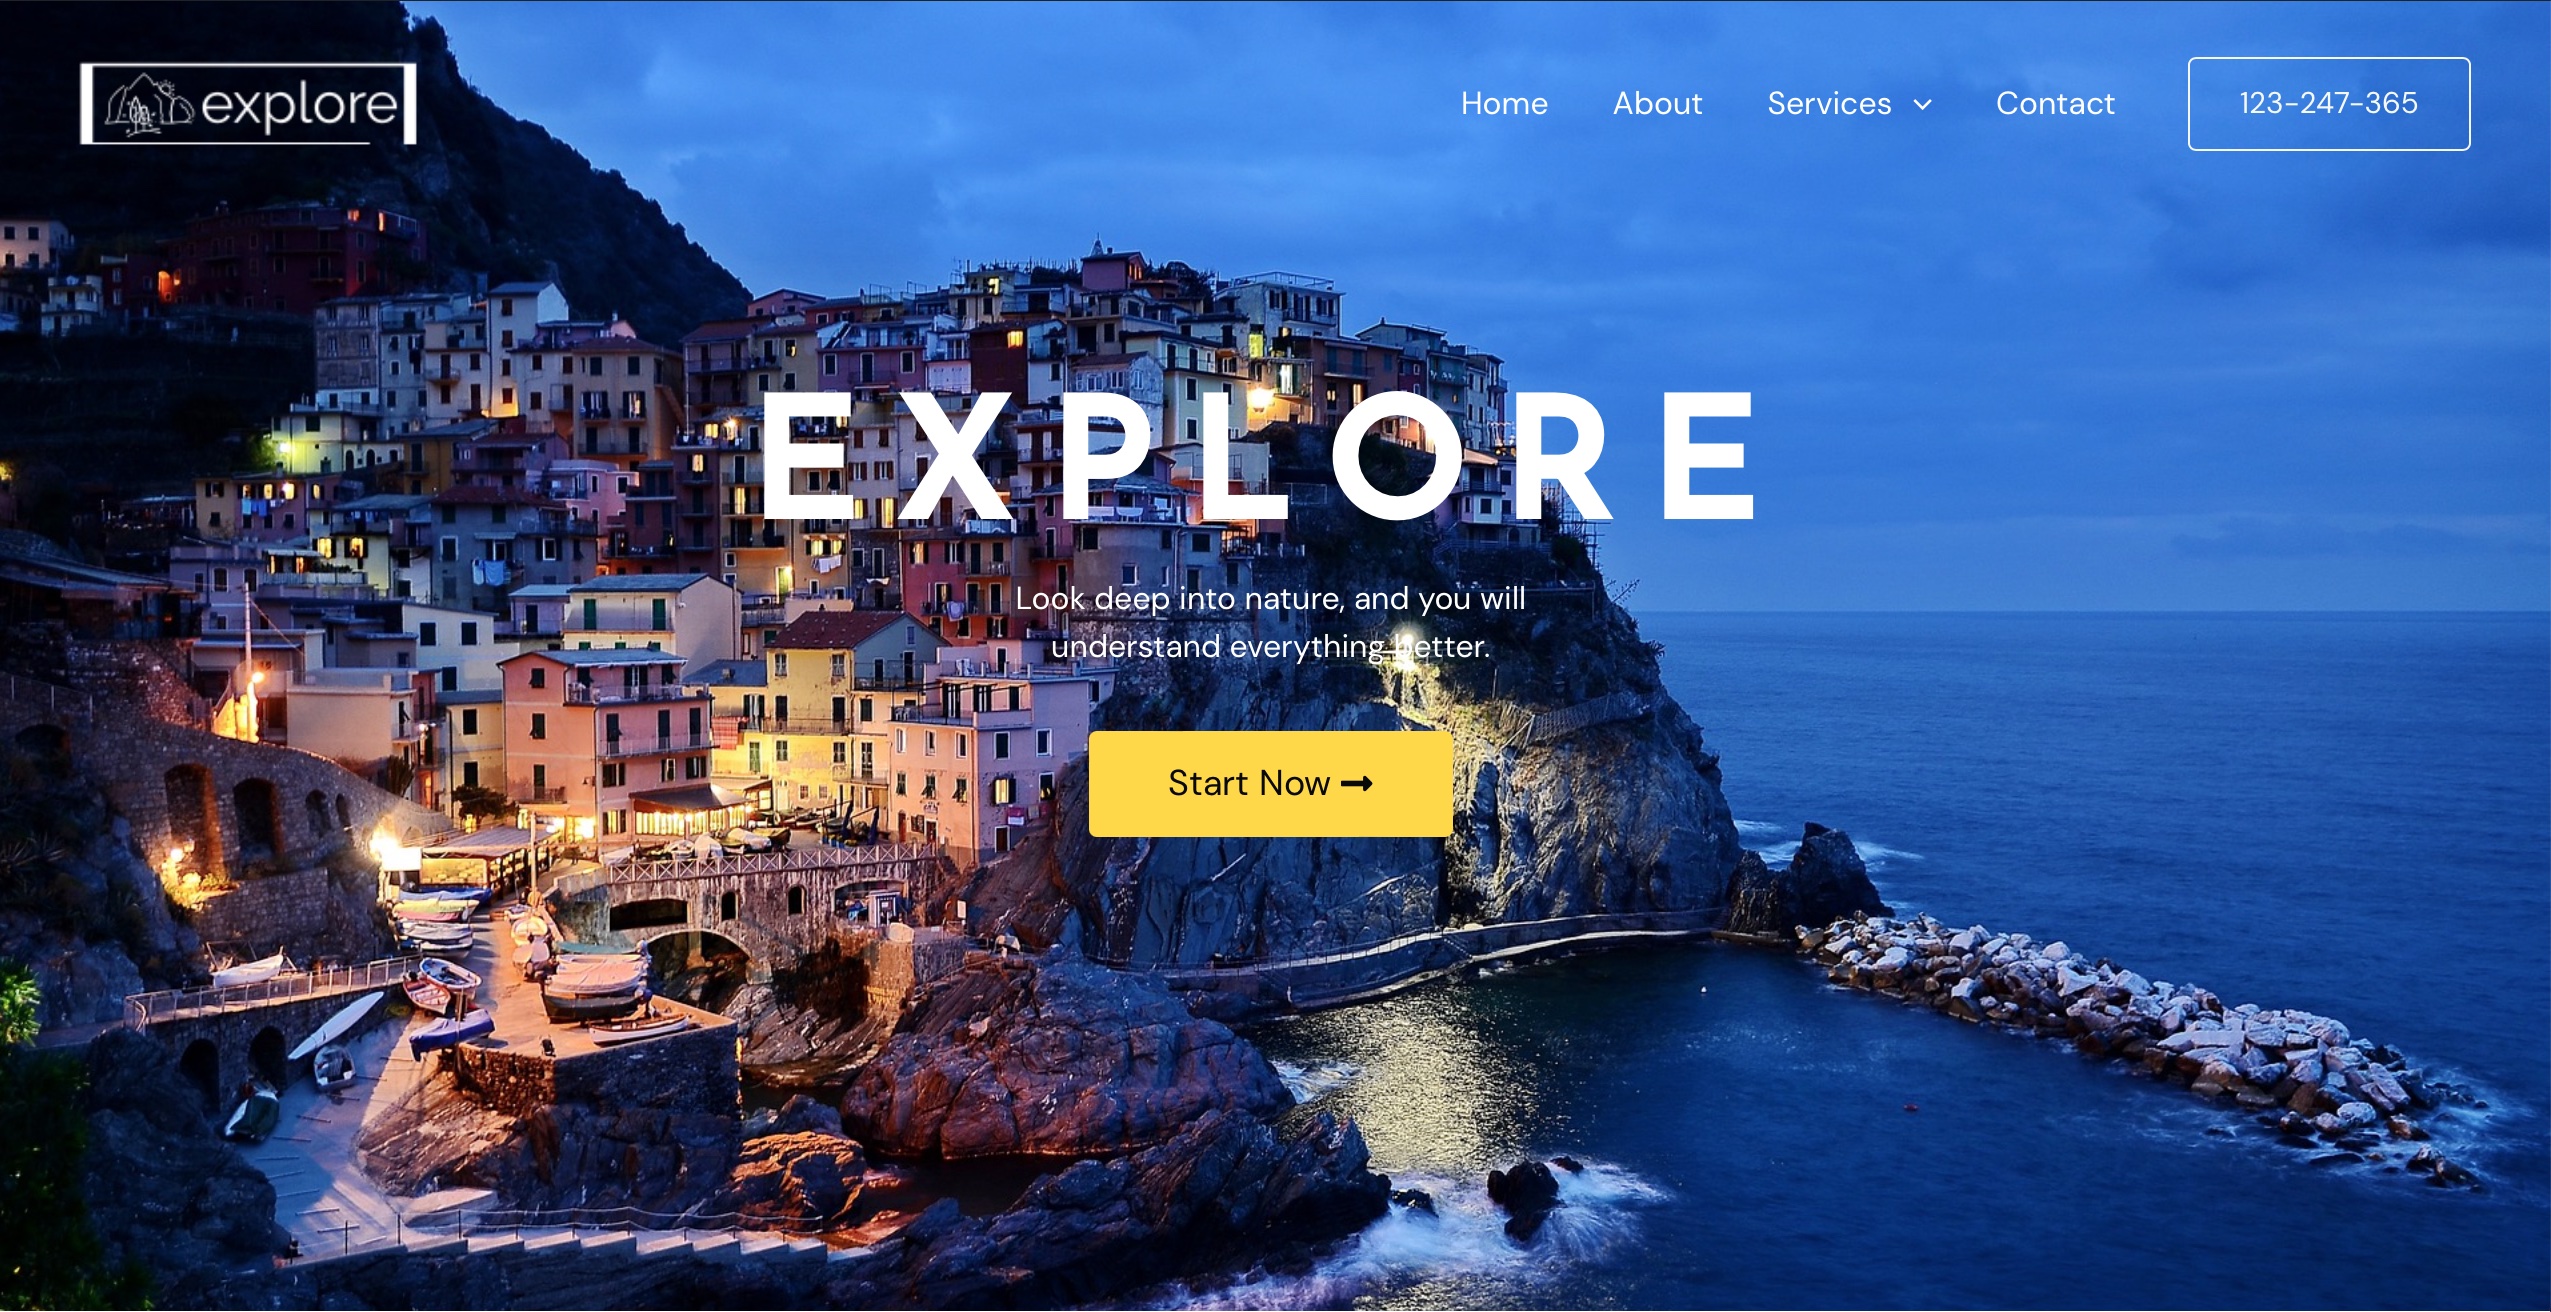 explore
Home About Services Contact 123-247-365
EXPLORE
Look deep into nature, and you will
understand everything better.
Start Now